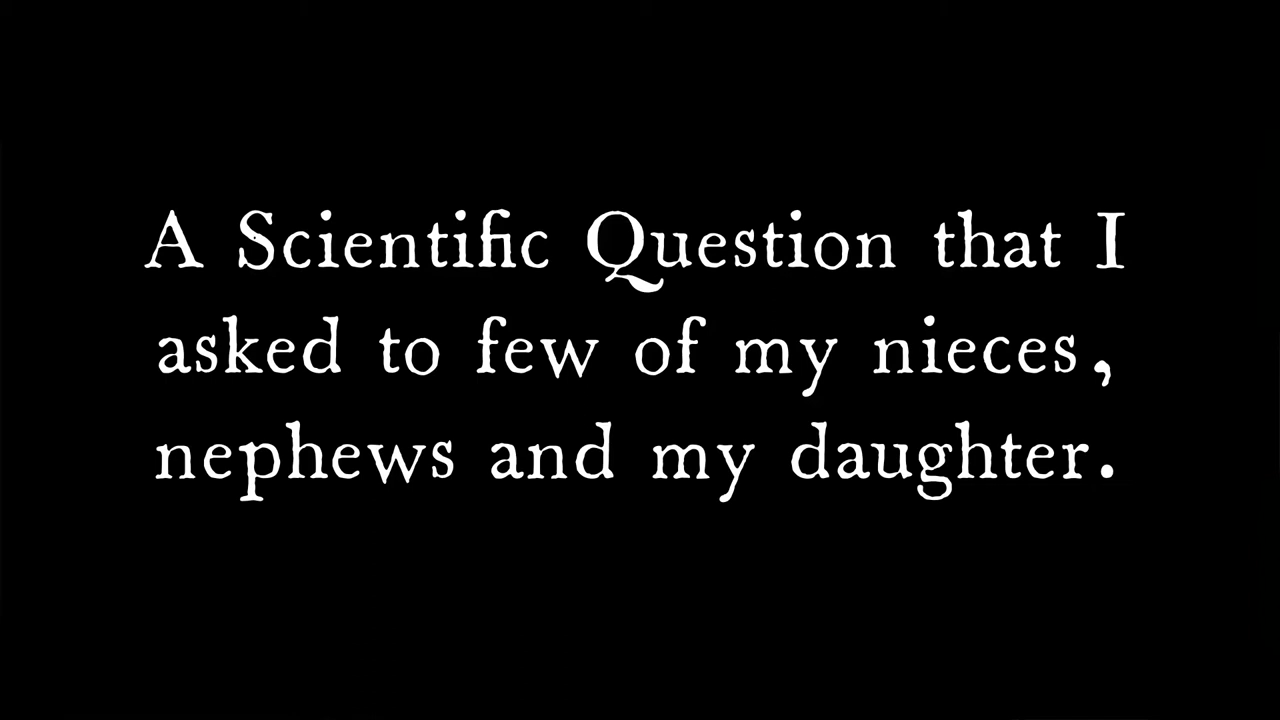 A Scientific Question that I
asked to few of my nieces,
nephews and my daughter.